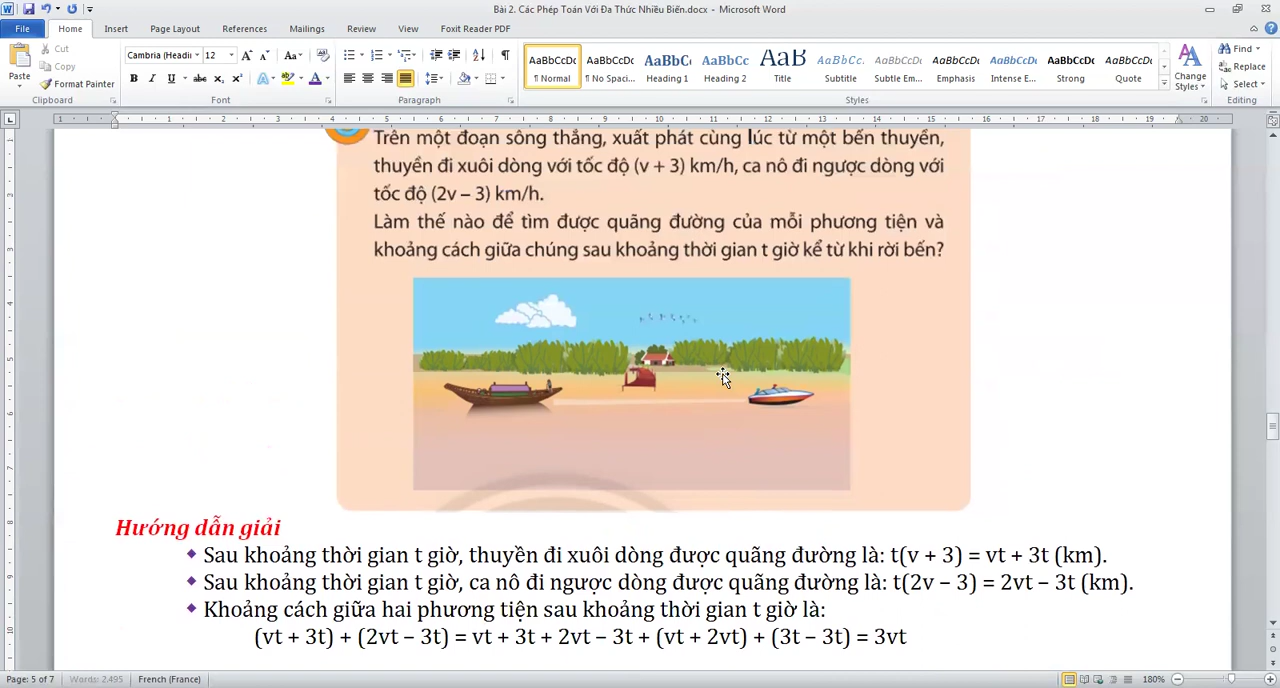 Bài 2. Các Phép Toán Với Đa Thức Nhiều Biến.docx - Microsoft Word
File Home Insert Page Layout References Mailings Review View Foxit Reader PDF
Cut
Copy
Format Painter
Paste
Clipboard
Cambria (Headi 12
Font
Paragraph
AaBbCcDc AaBbCcDc AaBbC AaBbCc AaB AaBbCc. AaBbCcDc AaBbCcDc AaBbCcDc AaBbCcDc AaBbCcDc
¶ Normal ¶ No Spaci... Heading 1 Heading 2 Title Subtitle Subtle Em... Emphasis Intense E... Strong Quote
Styles
Change Styles
Find
Replace
Select
Editing
Trên một đoạn sông thẳng, xuất phát cùng lúc từ một bến thuyền,
thuyền đi xuôi dòng với tốc độ (v + 3) km/h, ca nô đi ngược dòng với
tốc độ (2v – 3) km/h.
Làm thế nào để tìm được quãng đường của mỗi phương tiện và
khoảng cách giữa chúng sau khoảng thời gian t giờ kể từ khi rời bến?
Hướng dẫn giải
Sau khoảng thời gian t giờ, thuyền đi xuôi dòng được quãng đường là: t(v + 3) = vt + 3t (km).
Sau khoảng thời gian t giờ, ca nô đi ngược dòng được quãng đường là: t(2v – 3) = 2vt – 3t (km).
Khoảng cách giữa hai phương tiện sau khoảng thời gian t giờ là:
(vt + 3t) + (2vt – 3t) = vt + 3t + 2vt – 3t + (vt + 2vt) + (3t – 3t) = 3vt
Page: 5 of 7 Words: 2.495 French (France) 180%